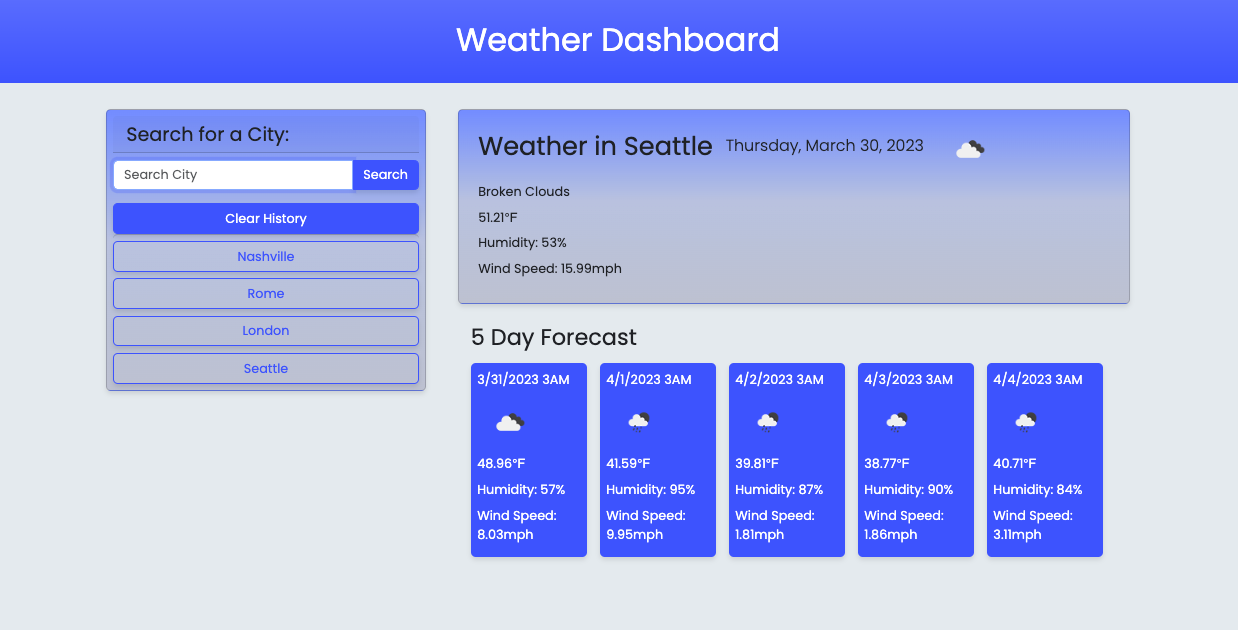 Weather Dashboard
Search for a City:
Search City
Search
Clear History
Nashville
Rome
London
Seattle
Weather in Seattle Thursday, March 30, 2023
Broken Clouds
51.21°F
Humidity: 53%
Wind Speed: 15.99mph
5 Day Forecast
3/31/2023 3AM
48.96°F
Humidity: 57%
Wind Speed:
8.03mph
4/1/2023 3AM
41.59°F
Humidity: 95%
Wind Speed:
9.95mph
4/2/2023 3AM
39.81°F
Humidity: 87%
Wind Speed:
1.81mph
4/3/2023 3AM
38.77°F
Humidity: 90%
Wind Speed:
1.86mph
4/4/2023 3AM
40.71°F
Humidity: 84%
Wind Speed:
3.11mph